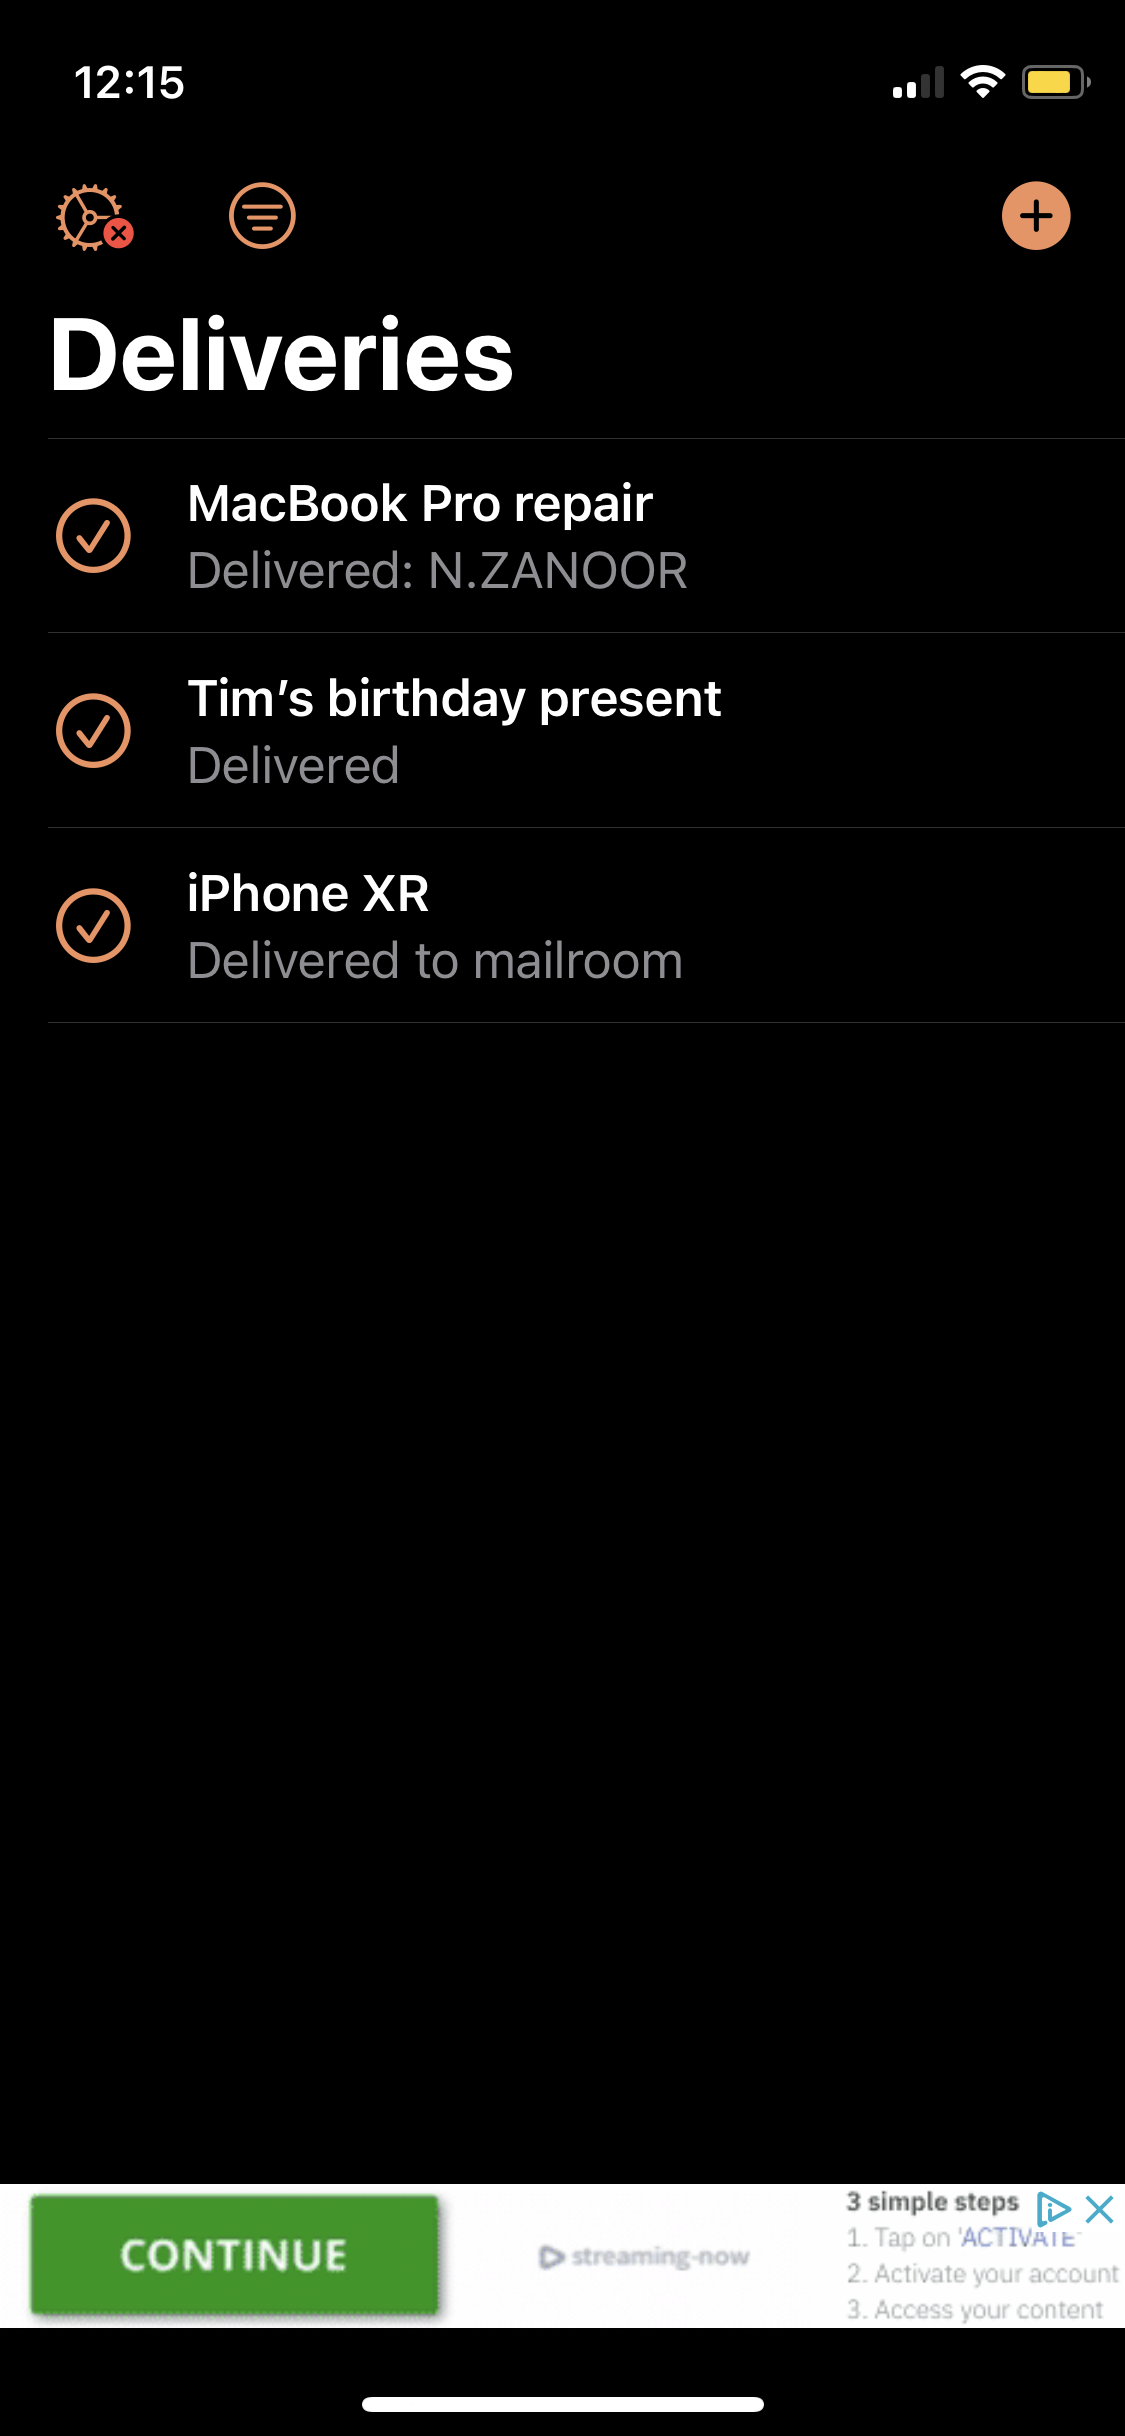 12:15
Deliveries
MacBook Pro repair
Delivered: N.ZANOOR
Tim’s birthday present
Delivered
iPhone XR
Delivered to mailroom
CONTINUE
streaming-now
3 simple steps
1. Tap on 'ACTIVATE'
2. Activate your account
3. Access your content